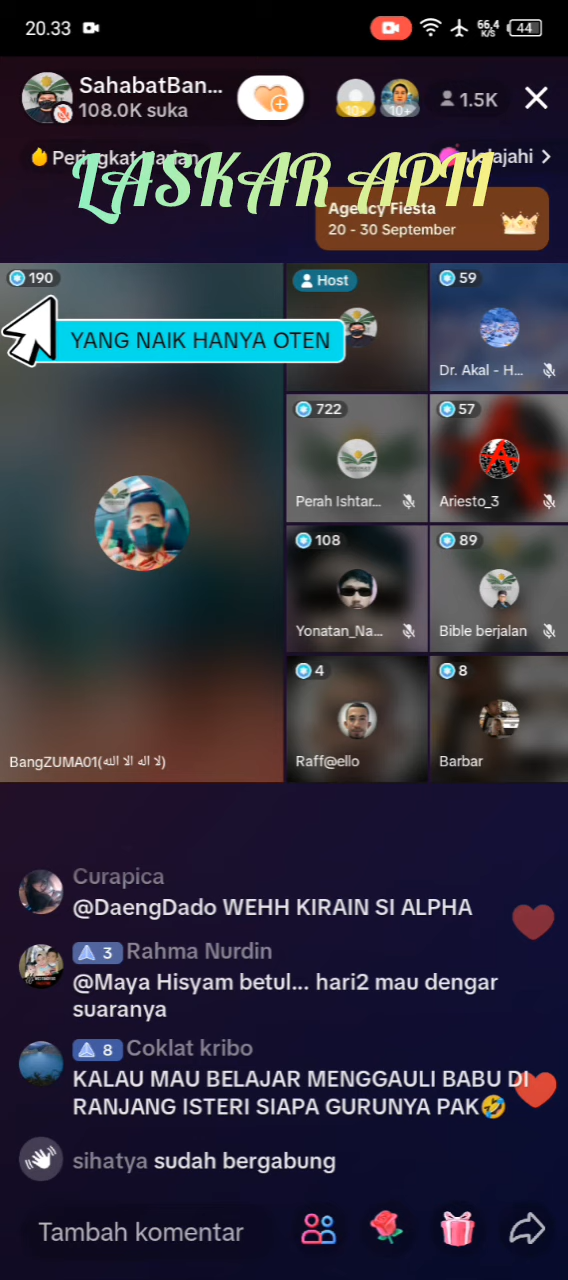 20.33
66,4
K/S
44
SahabatBan...
108.0K suka
10+
10+
1.5K
Peringkat Harian
Jelajahi >
LASKAR APII
Agency Fiesta
20 - 30 September
190
Host
59
YANG NAIK HANYA OTEN
Dr. Akal - H...
722
57
Perah Ishtar...
Ariesto_3
108
89
Yonatan_Na...
Bible berjalan
4
8
BangZUMA01(لا اله الا الله)
Raff@ello
Barbar
Curapica
@DaengDado WEHH KIRAIN SI ALPHA
3 Rahma Nurdin
@Maya Hisyam betul... hari2 mau dengar
suaranya
8 Coklat kribo
KALAU MAU BELAJAR MENGGAULI BABU DI
RANJANG ISTERI SIAPA GURUNYA PAK🤣
sihatya sudah bergabung
Tambah komentar